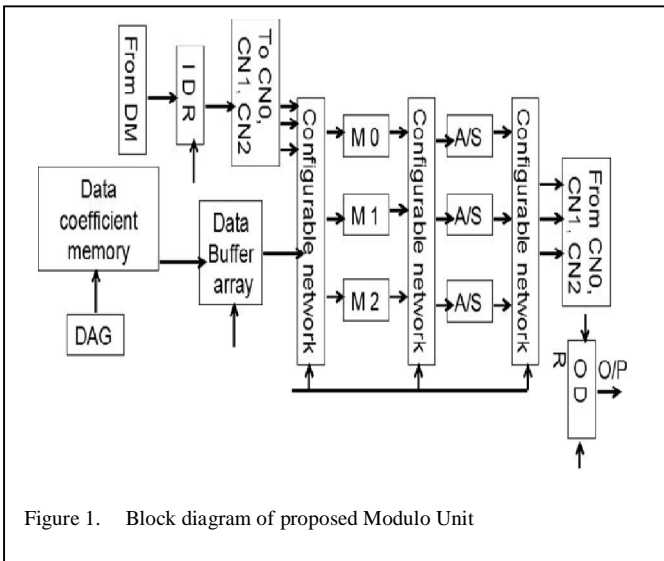 From DM
I D R
To CN0,
CN1, CN2
Configurable network
M 0
M 1
M 2
Configurable network
A/S
A/S
A/S
Configurable network
From CN0,
CN1, CN2
Data
coefficient
memory
Data
Buffer
array
DAG
O D
R
O/P
Figure 1. Block diagram of proposed Modulo Unit